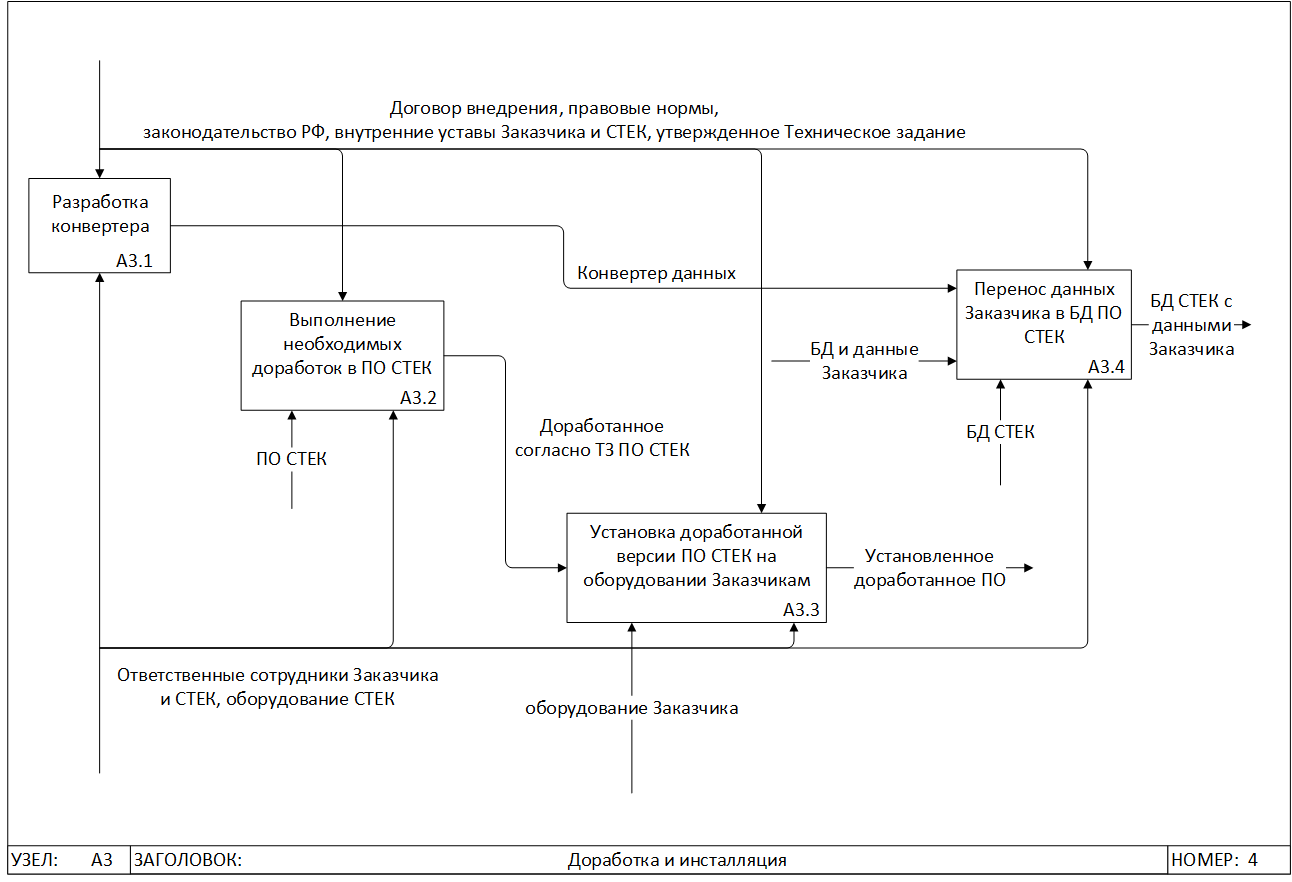 Договор внедрения, правовые нормы,
законодательство РФ, внутренние уставы Заказчика и СТЕК, утвержденное Техническое задание
Разработка
конвертера
А3.1
Конвертер данных
Перенос данных
Заказчика в БД ПО
СТЕК
А3.4
БД СТЕК с
данными
Заказчика
Выполнение
необходимых
доработок в ПО СТЕК
А3.2
БД и данные
Заказчика
ПО СТЕК
Доработанное
согласно ТЗ ПО СТЕК
БД СТЕК
Установка доработанной
версии ПО СТЕК на
оборудовании Заказчикам
А3.3
Установленное
доработанное ПО
Ответственные сотрудники Заказчика
и СТЕК, оборудование СТЕК
оборудование Заказчика
УЗЕЛ: А3 ЗАГОЛОВОК: Доработка и инсталляция НОМЕР: 4